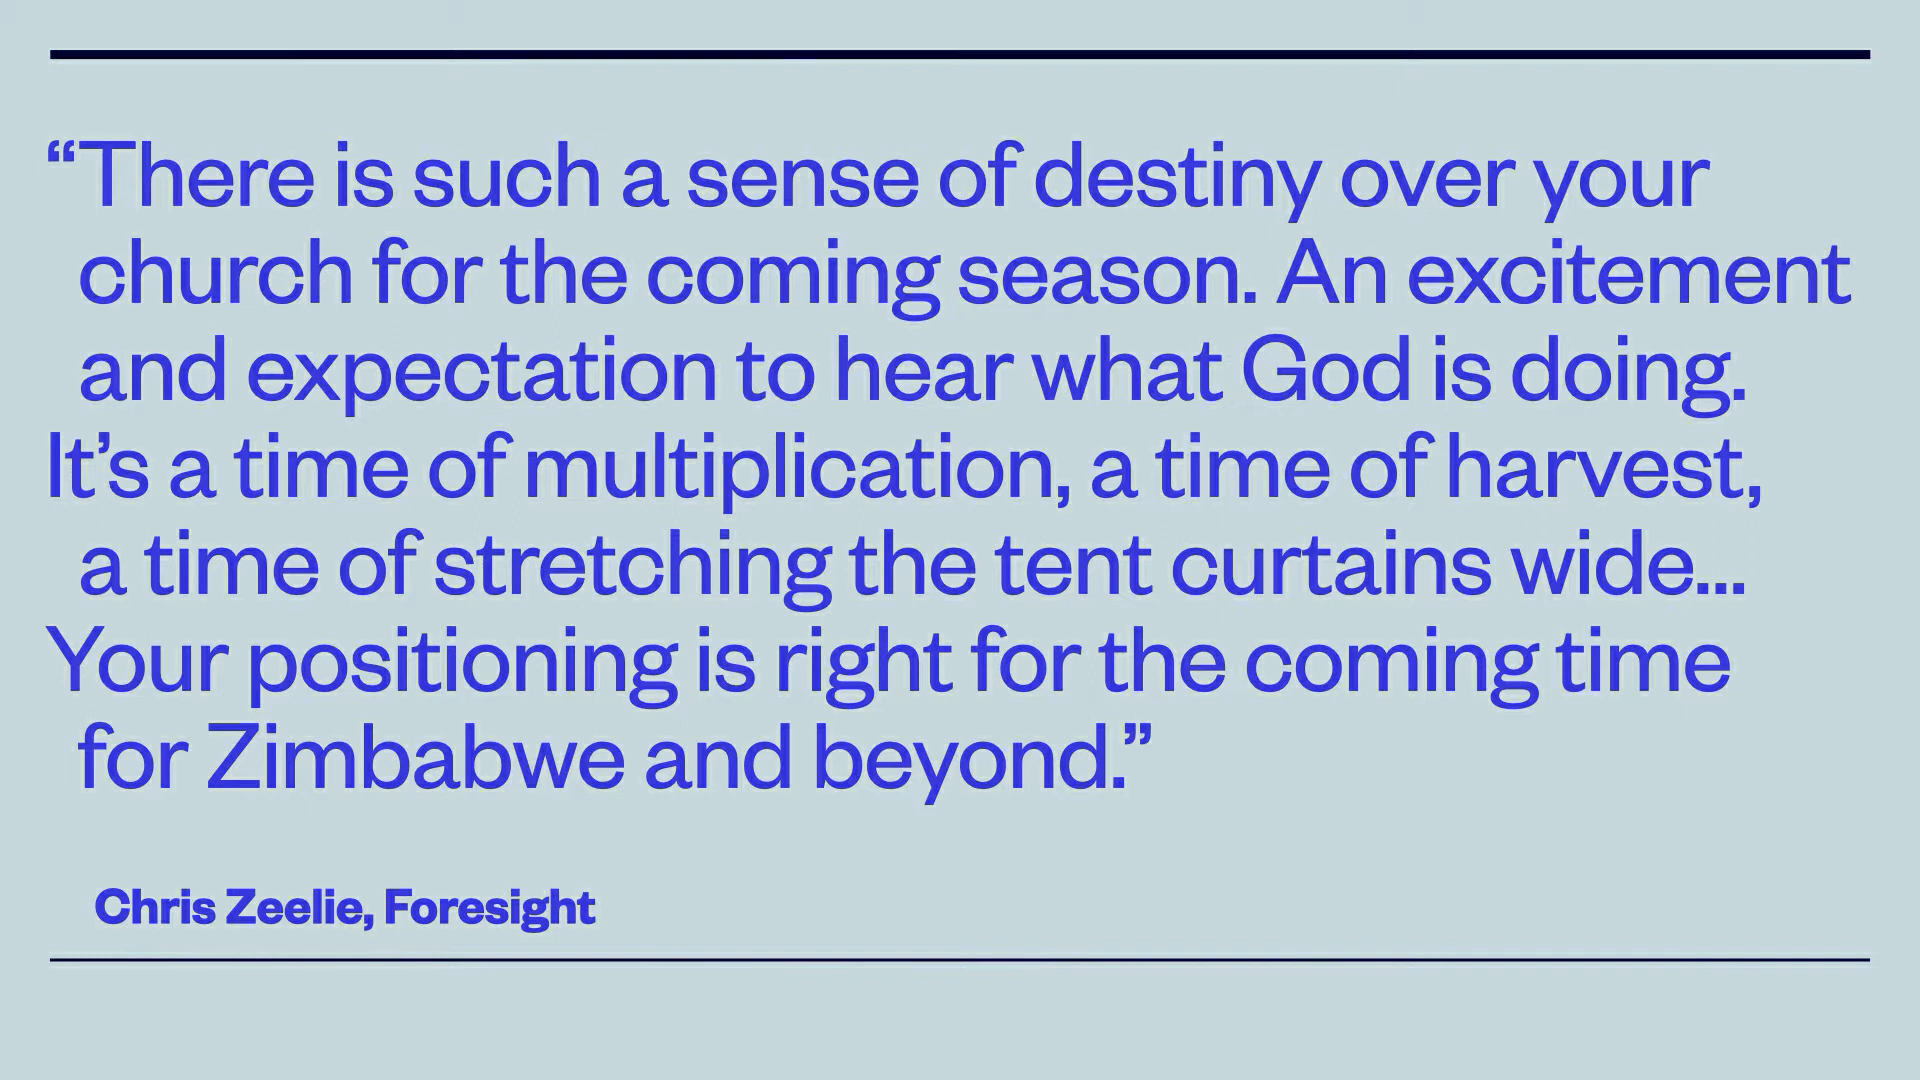 “There is such a sense of destiny over your
church for the coming season. An excitement
and expectation to hear what God is doing.
It’s a time of multiplication, a time of harvest,
a time of stretching the tent curtains wide...
Your positioning is right for the coming time
for Zimbabwe and beyond.”
Chris Zeelie, Foresight